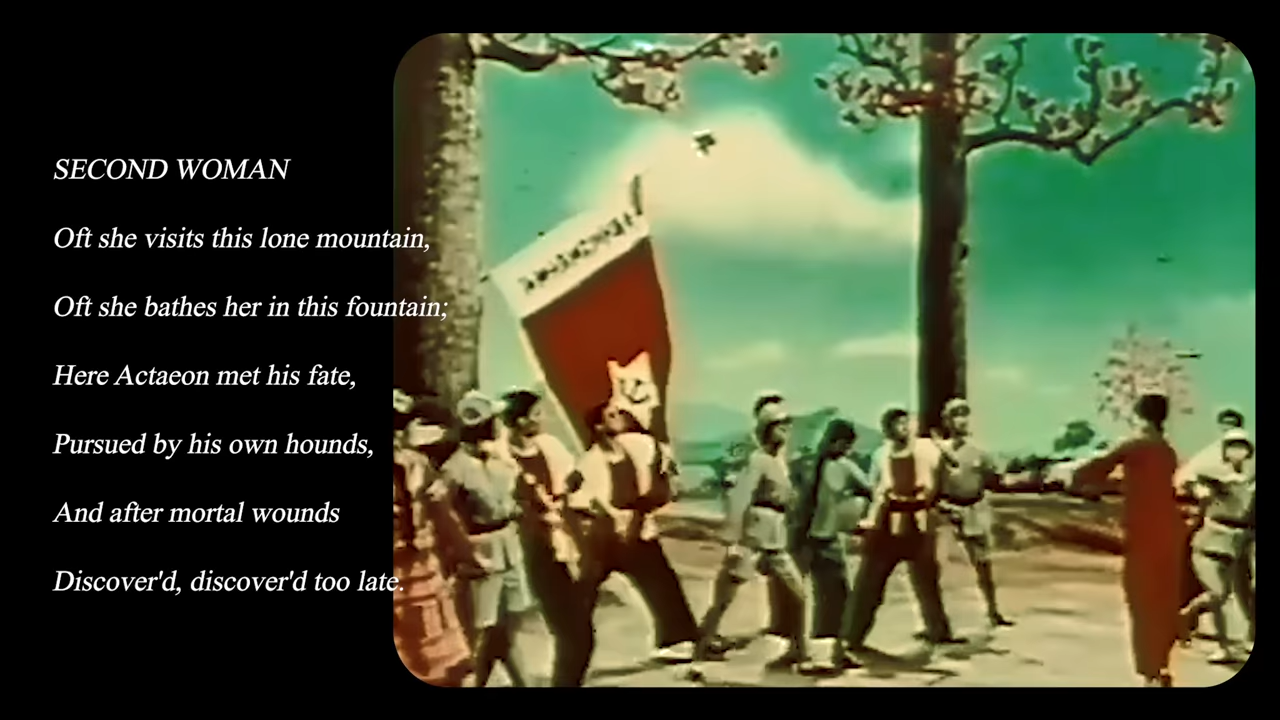 SECOND WOMAN
Oft she visits this lone mountain,
Oft she bathes her in this fountain;
Here Actaeon met his fate,
Pursued by his own hounds,
And after mortal wounds
Discover'd, discover'd too late.